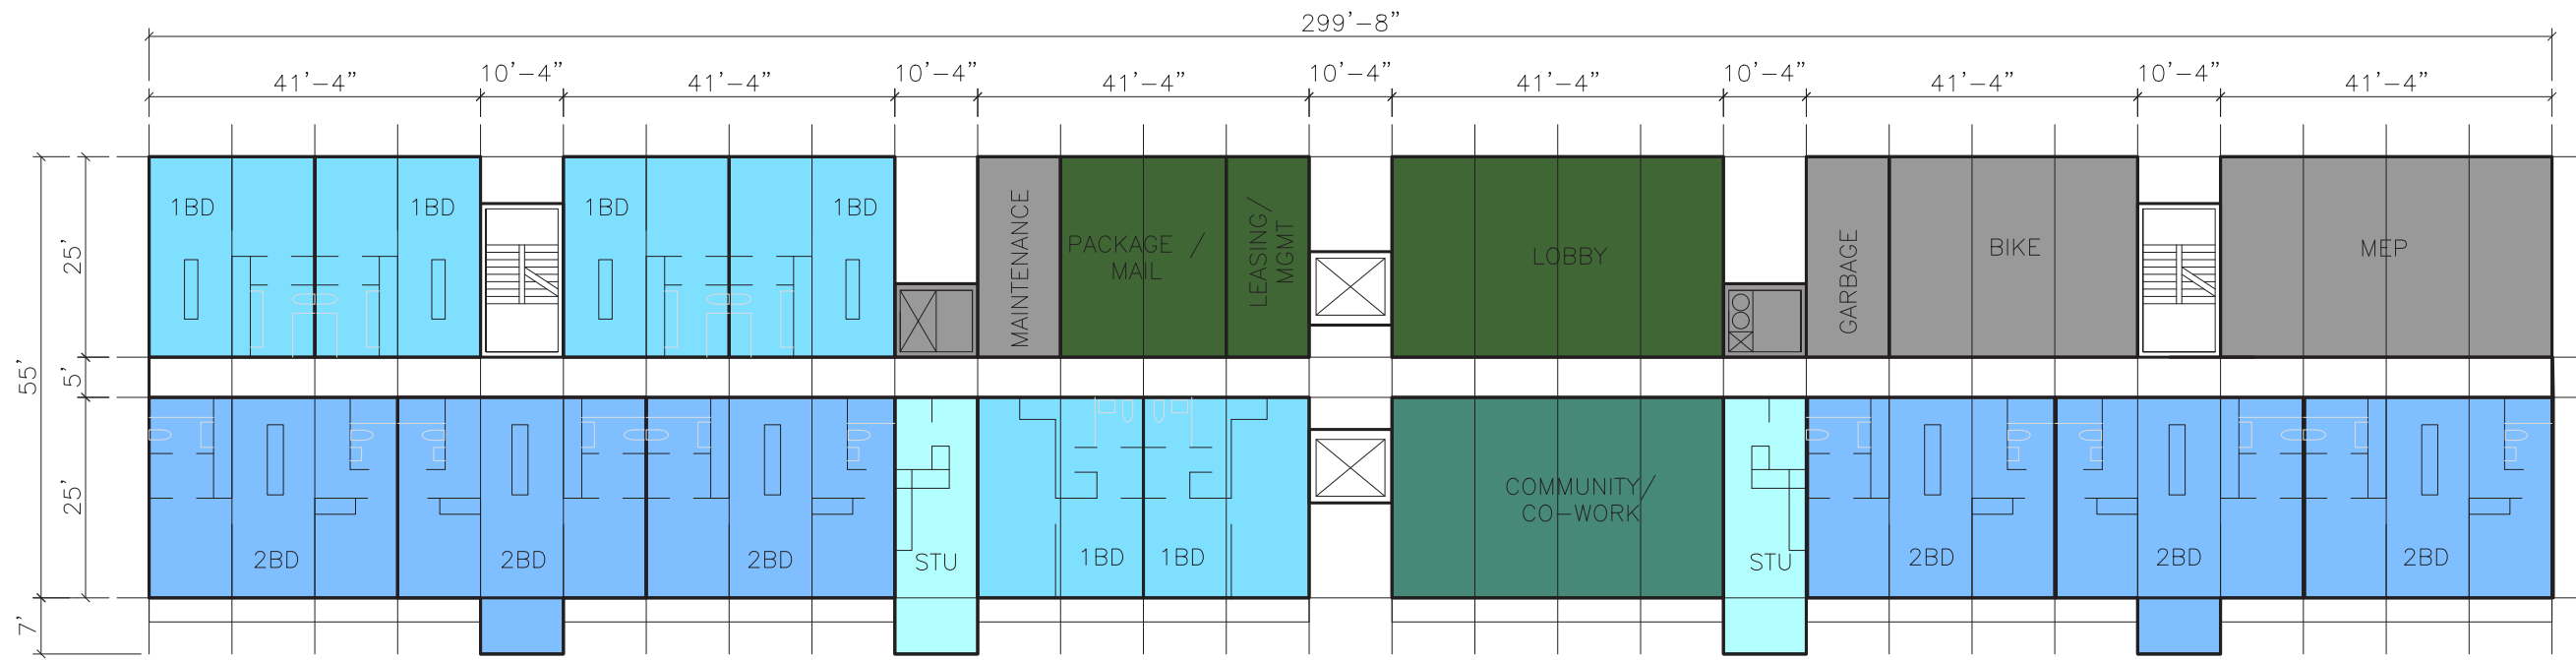 299'-8"
41'-4"
10'-4"
41'-4"
10'-4"
41'-4"
10'-4"
41'-4"
10'-4"
41'-4"
10'-4"
41'-4"
55'
25'
5'
25'
7'
1BD
1BD
1BD
1BD
MAINTENANCE
PACKAGE /
MAIL
LEASING/
MGMT
LOBBY
GARBAGE
BIKE
MEP
2BD
2BD
2BD
STU
1BD
1BD
COMMUNITY/
CO-WORK
STU
2BD
2BD
2BD